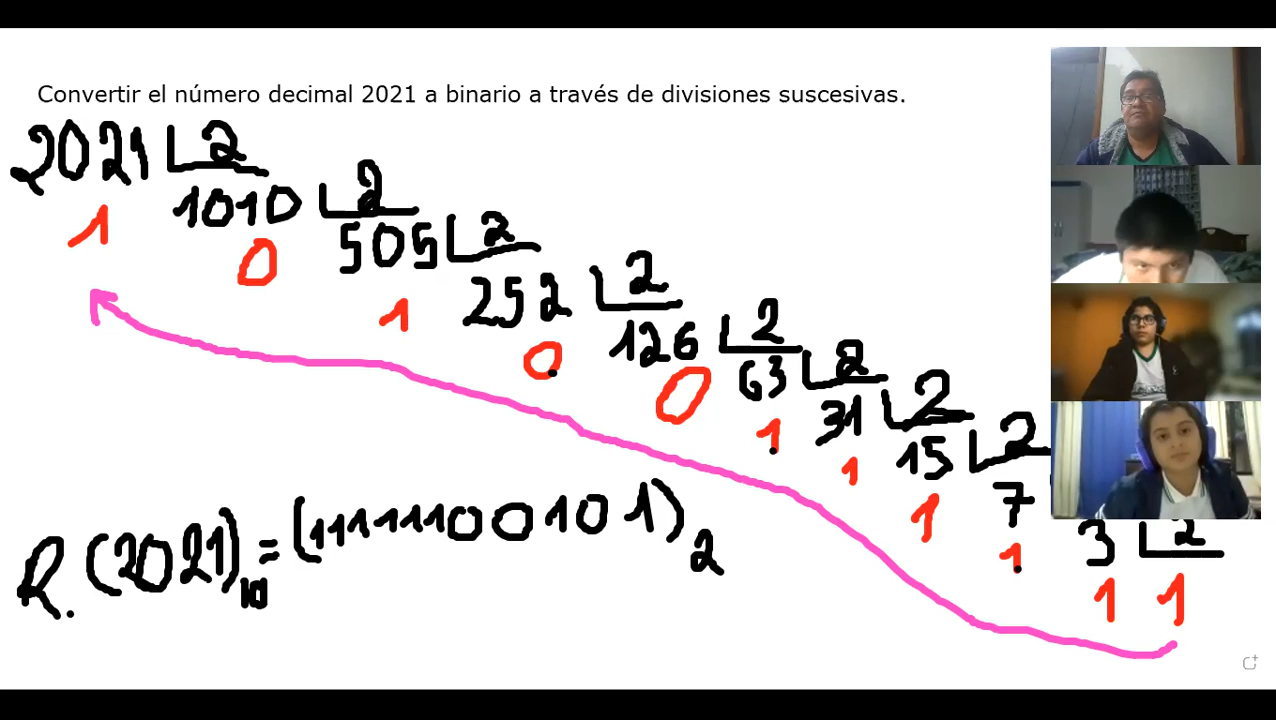 Convertir el número decimal 2021 a binario a través de divisiones suscesivas.
2021 2
1 1010 2
0 505 2
1 252 2
0 126 2
0 63 2
1 31 2
1 15 2
1 7
1 3 2
1 1
R. (2021)10 = (11111100101)2